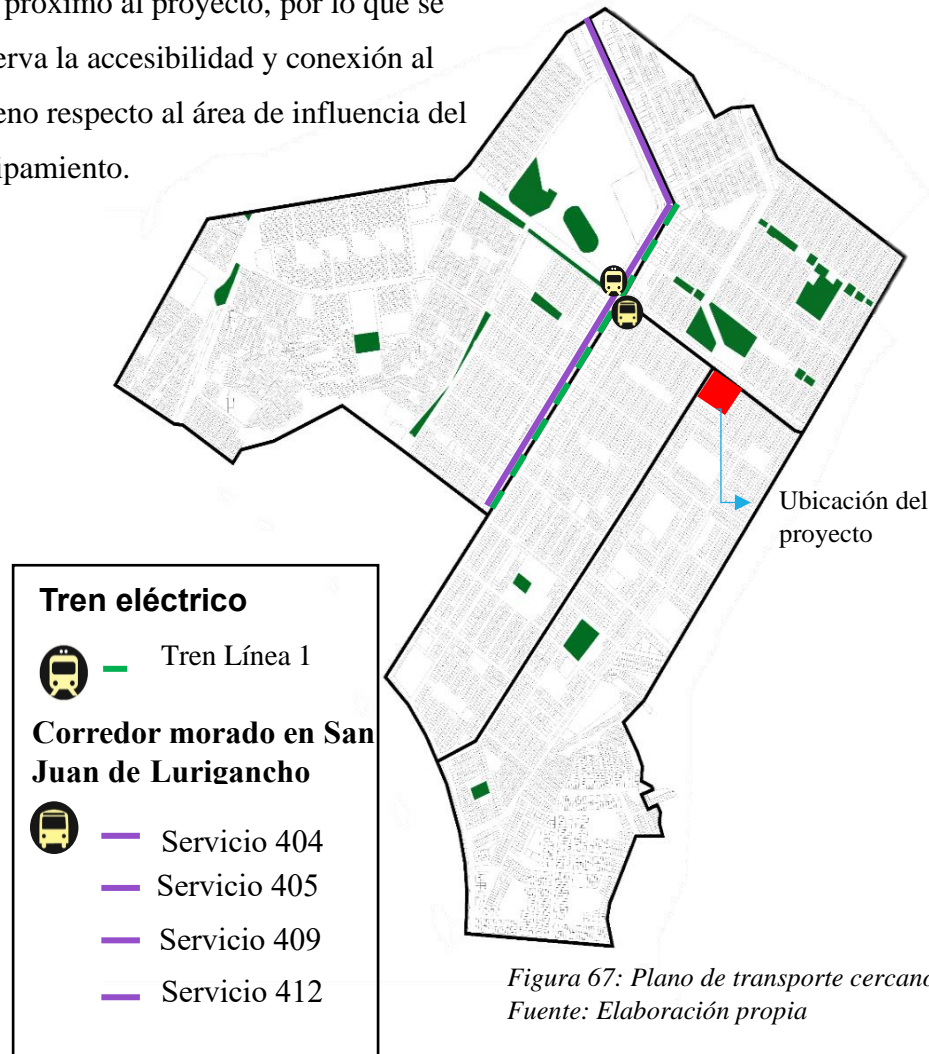 próximo al proyecto, por lo que se
erva la accesibilidad y conexión al
eno respecto al área de influencia del
ipamiento.
Ubicación del
proyecto
Tren eléctrico
Tren Línea 1
Corredor morado en San
Juan de Lurigancho
Servicio 404
Servicio 405
Servicio 409
Servicio 412
Figura 67: Plano de transporte cercano
Fuente: Elaboración propia